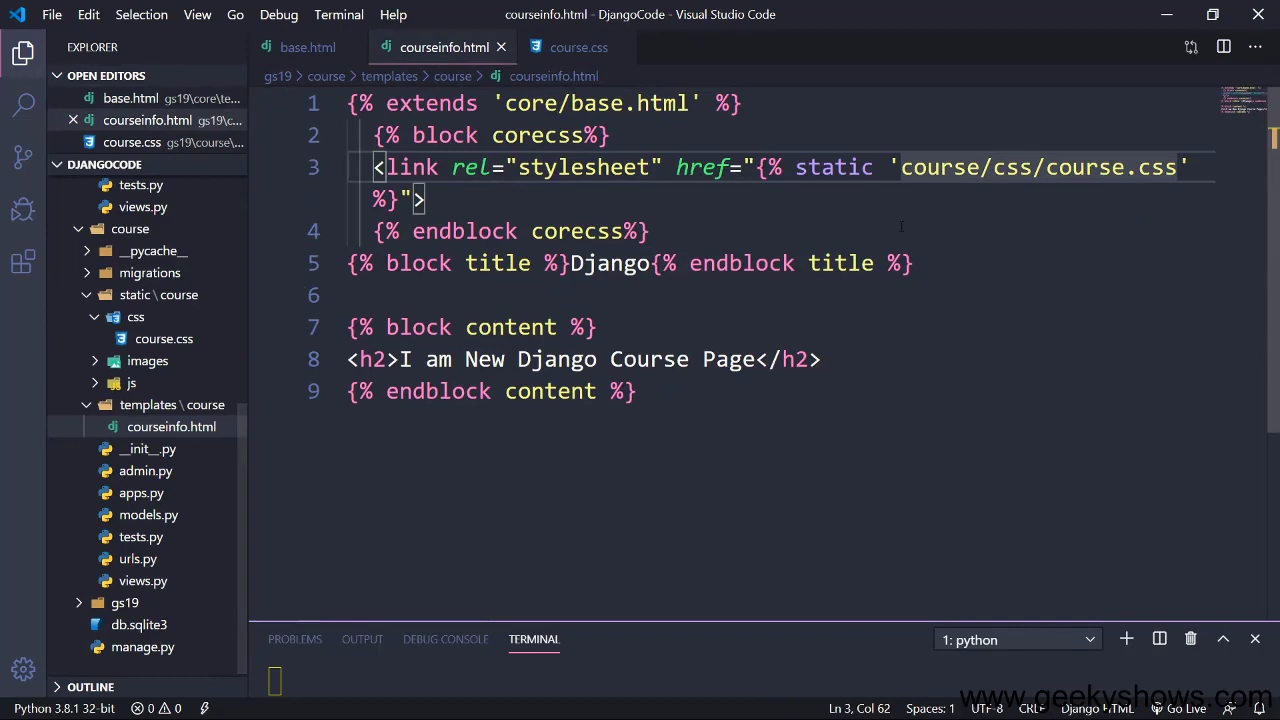 File Edit Selection View Go Debug Terminal Help courseinfo.html - DjangoCode - Visual Studio Code
EXPLORER
base.html courseinfo.html course.css
OPEN EDITORS
base.html gs19\core\te...
courseinfo.html gs19\c...
course.css gs19\course\...
DJANGOCODE
tests.py
views.py
course
__pycache__
migrations
static \ course
css
course.css
images
js
templates \ course
courseinfo.html
__init__.py
admin.py
apps.py
models.py
tests.py
urls.py
views.py
gs19
db.sqlite3
manage.py
OUTLINE
gs19 > course > templates > course > courseinfo.html
1 {% extends 'core/base.html' %}
2 {% block corecss%}
3 <link rel="stylesheet" href="{% static 'course/css/course.css'
%}">
4 {% endblock corecss%}
5 {% block title %}Django{% endblock title %}
6
7 {% block content %}
8 <h2>I am New Django Course Page</h2>
9 {% endblock content %}
PROBLEMS OUTPUT DEBUG CONSOLE TERMINAL 1: python
www.geekyshows.com
Python 3.8.1 32-bit 0 0 Ln 3, Col 62 Spaces: 1 UTF-8 CRLF Django HTML Go Live